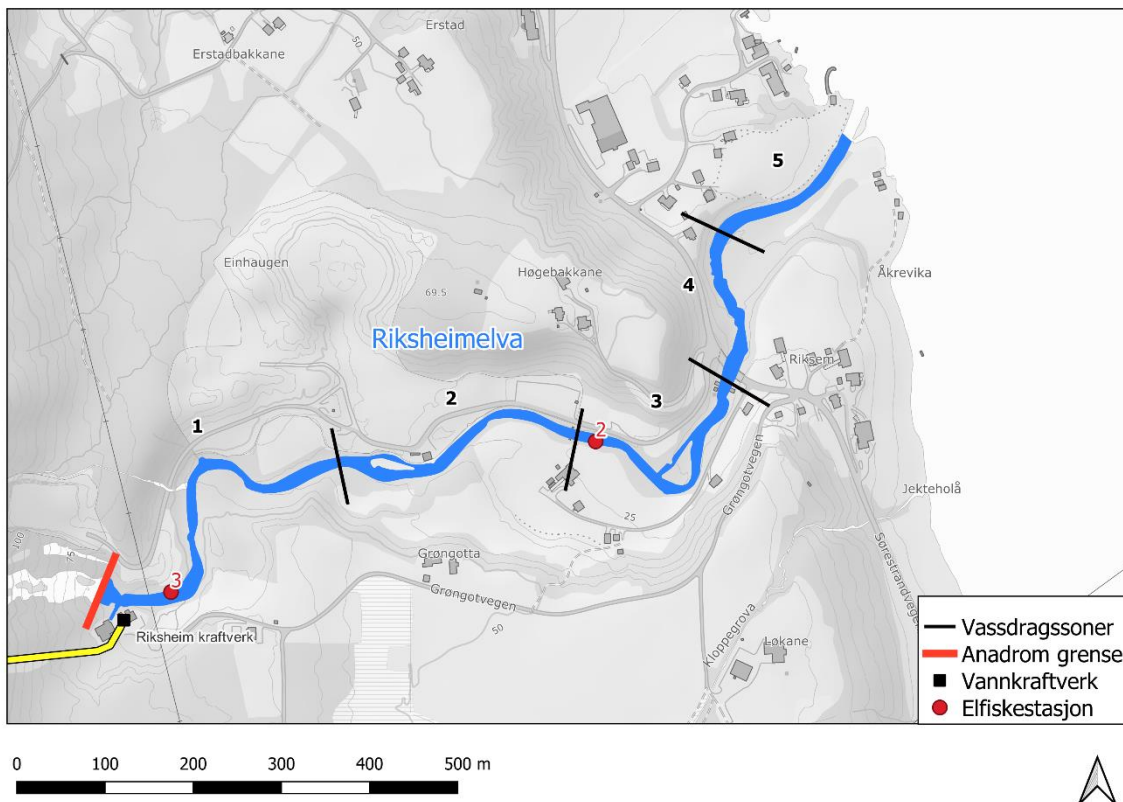 Erstad
50
Erstadbakkane
5
Einhaugen
Høgebakkane
69.5
4
Åkrevika
Riksheimelva
Riksem
2
3
1
2
Grøngotvegen
Jekteholå
25
100
75
Grøngotta
3
Grøngotvegen
Sørestrandvegen
50
Kloppegrova
Løkane
Riksheim kraftverk
Vassdragssoner
Anadrom grense
Vannkraftverk
Elfiskestasjon
0 100 200 300 400 500 m